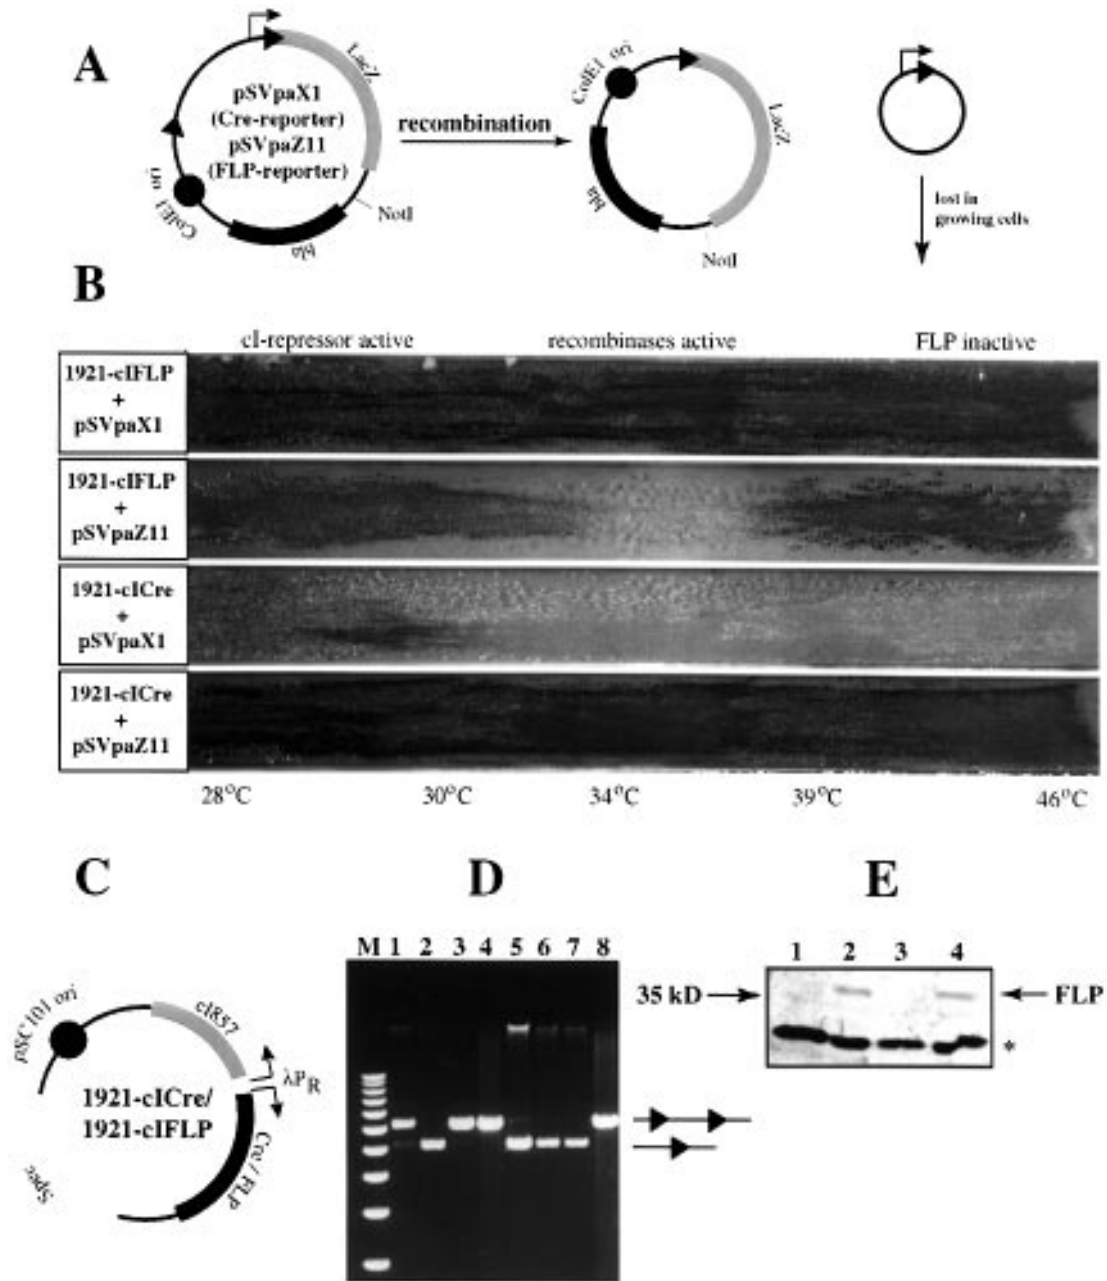 A
LacZ
pSVpaX1
(Cre-reporter)
pSVpaZ11
(FLP-reporter)
ColE1 ori
bla
NotI
recombination
ColE1 ori
LacZ
bla
NotI
lost in
growing cells
B
cI-repressor active recombinases active FLP inactive
1921-cIFLP
+
pSVpaX1
1921-cIFLP
+
pSVpaZ11
1921-cICre
+
pSVpaX1
1921-cICre
+
pSVpaZ11
28°C 30°C 34°C 39°C 46°C
C
pSC101 ori
cI857
λPR
1921-cICre/
1921-cIFLP
Cre / FLP
Spec
D
M 1 2 3 4 5 6 7 8
E
1 2 3 4
35 kD
FLP
*